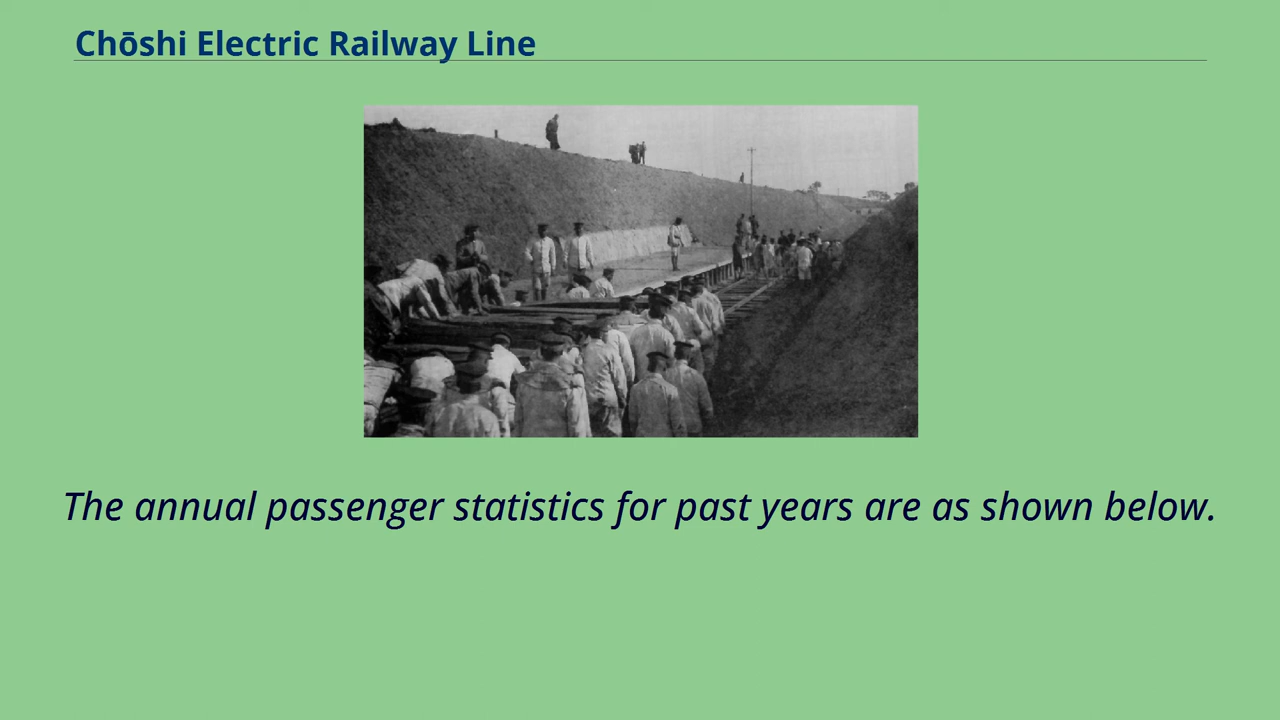 Chōshi Electric Railway Line
The annual passenger statistics for past years are as shown below.